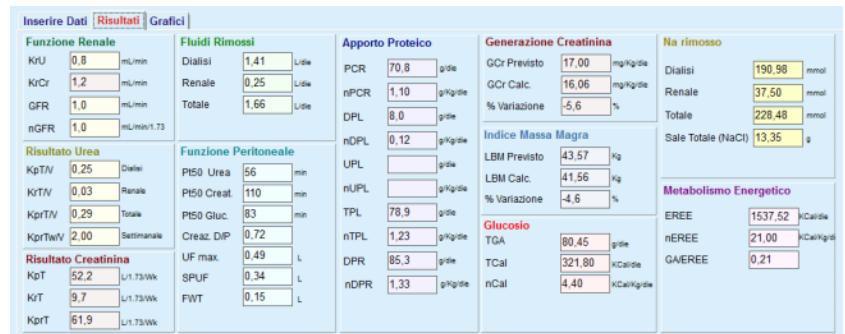 Inserire Dati Risultati Grafici
Funzione Renale
KrU 0,8 mL/min
KrCr 1,2 mL/min
GFR 1,0 mL/min
nGFR 1,0 mL/min/1.73
Risultato Urea
KpT/V 0,25 Dialisi
KrT/V 0,03 Renale
KprT/V 0,29 Totale
KprTw/V 2,00 Settimanale
Risultato Creatinina
KpT 52,2 L/1.73/Wk
KrT 9,7 L/1.73/Wk
KprT 61,9 L/1.73/Wk
Fluidi Rimossi
Dialisi 1,41 L/die
Renale 0,25 L/die
Totale 1,66 L/die
Funzione Peritoneale
Pt50 Urea 56 min
Pt50 Creat. 110 min
Pt50 Gluc. 83 min
Creaz. D/P 0,72
UF max. 0,49 L
SPUF 0,34 L
FWT 0,15 L
Apporto Proteico
PCR 70,8 g/die
nPCR 1,10 g/Kg/die
DPL 8,0 g/die
nDPL 0,12 g/Kg/die
UPL g/die
nUPL g/Kg/die
TPL 78,9 g/die
nTPL 1,23 g/Kg/die
DPR 85,3 g/die
nDPR 1,33 g/Kg/die
Generazione Creatinina
GCr Previsto 17,00 mg/Kg/die
GCr Calc. 16,06 mg/Kg/die
% Variazione -5,6 %
Indice Massa Magra
LBM Previsto 43,57 Kg
LBM Calc. 41,56 Kg
% Variazione -4,6 %
Glucosio
TGA 80,45 g/die
TCal 321,80 KCal/die
nCal 4,40 KCal/Kg/die
Na rimosso
Dialisi 190,98 mmol
Renale 37,50 mmol
Totale 228,48 mmol
Sale Totale (NaCl) 13,35 g
Metabolismo Energetico
EREE 1537,52 KCal/die
nEREE 21,00 KCal/Kg/di
GA/EREE 0,21